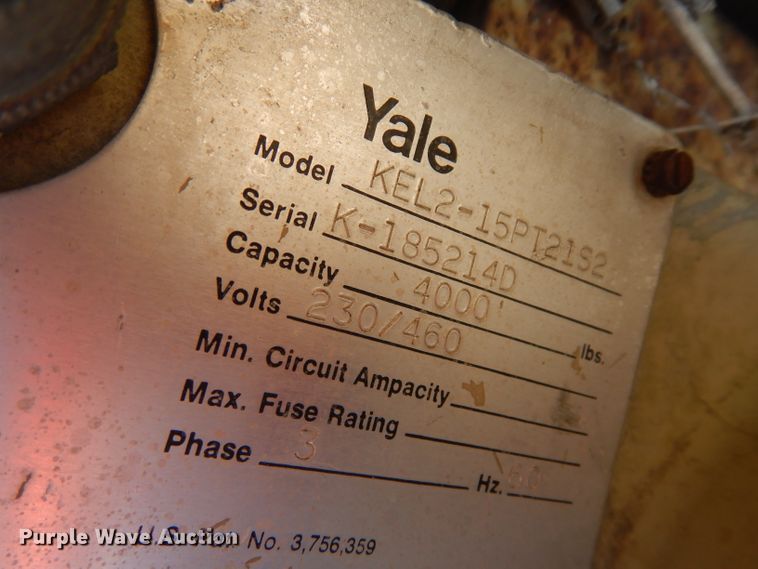 Yale
Model KEL2-15PT21S2
Serial K-185214D
Capacity 4000 lbs.
Volts 230/460
Min. Circuit Ampacity
Max. Fuse Rating
Phase 3 Hz. 60
No. 3,756,359
Purple Wave Auction